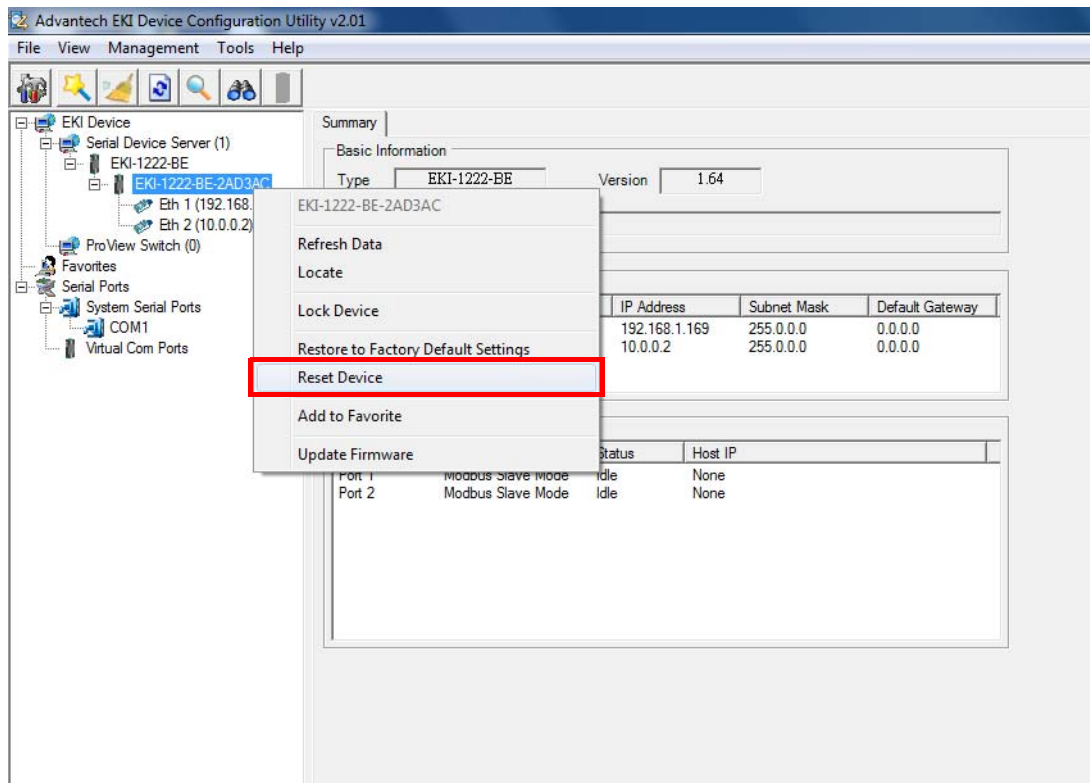 Advantech EKI Device Configuration Utility v2.01
File View Management Tools Help
EKI Device
Serial Device Server (1)
EKI-1222-BE
EKI-1222-BE-2AD3AC
Eth 1 (192.168.
Eth 2 (10.0.0.2)
ProView Switch (0)
Favorites
Serial Ports
System Serial Ports
COM1
Virtual Com Ports
EKI-1222-BE-2AD3AC
Refresh Data
Locate
Lock Device
Restore to Factory Default Settings
Reset Device
Add to Favorite
Update Firmware
Summary
Basic Information
Type EKI-1222-BE Version 1.64
IP Address Subnet Mask Default Gateway
192.168.1.169 255.0.0.0 0.0.0.0
10.0.0.2 255.0.0.0 0.0.0.0
Status Host IP
Port 1 Modbus Slave Mode Idle None
Port 2 Modbus Slave Mode Idle None